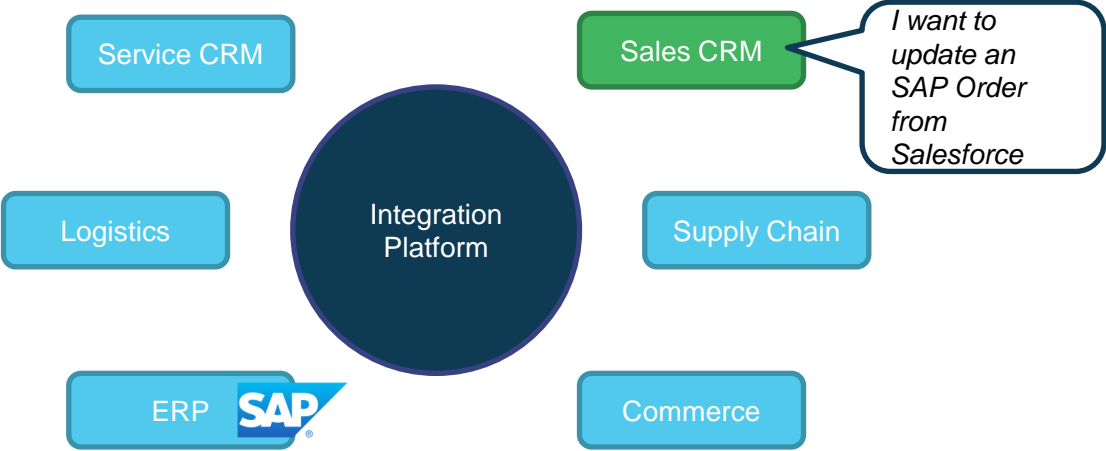 Service CRM
Sales CRM
I want to
update an
SAP Order
from
Salesforce
Logistics
Integration
Platform
Supply Chain
ERP
SAP
®
Commerce